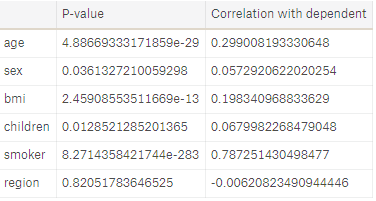 P-value Correlation with dependent
age 4.88669333171859e-29 0.299008193330648
sex 0.0361327210059298 0.0572920622020254
bmi 2.45908553511669e-13 0.198340968833629
children 0.0128521285201365 0.0679982268479048
smoker 8.2714358421744e-283 0.787251430498477
region 0.82051783646525 -0.00620823490944446